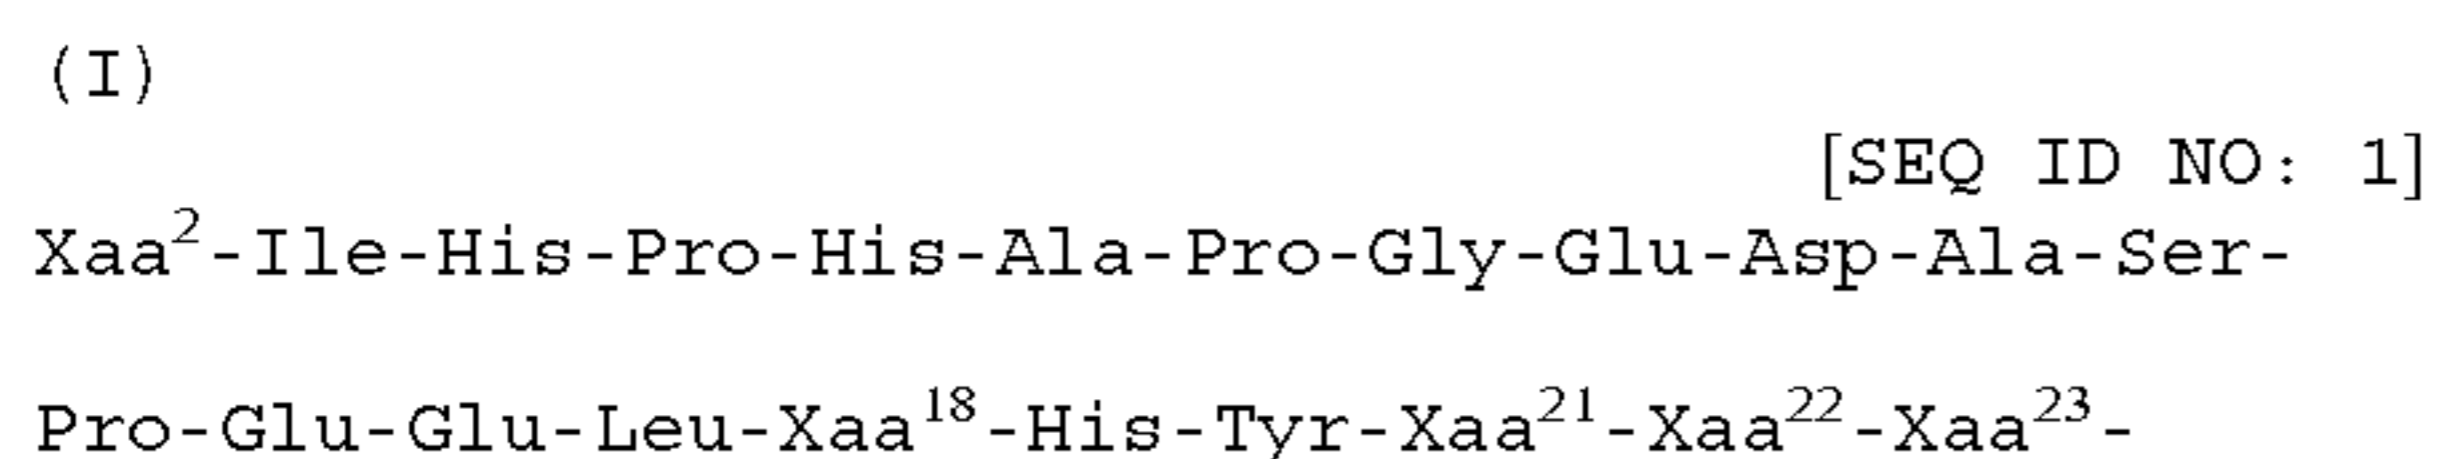 (I)
[SEQ ID NO: 1]
Xaa²-Ile-His-Pro-His-Ala-Pro-Gly-Glu-Asp-Ala-Ser-
Pro-Glu-Glu-Leu-Xaa¹⁸-His-Tyr-Xaa²¹-Xaa²²-Xaa²³-